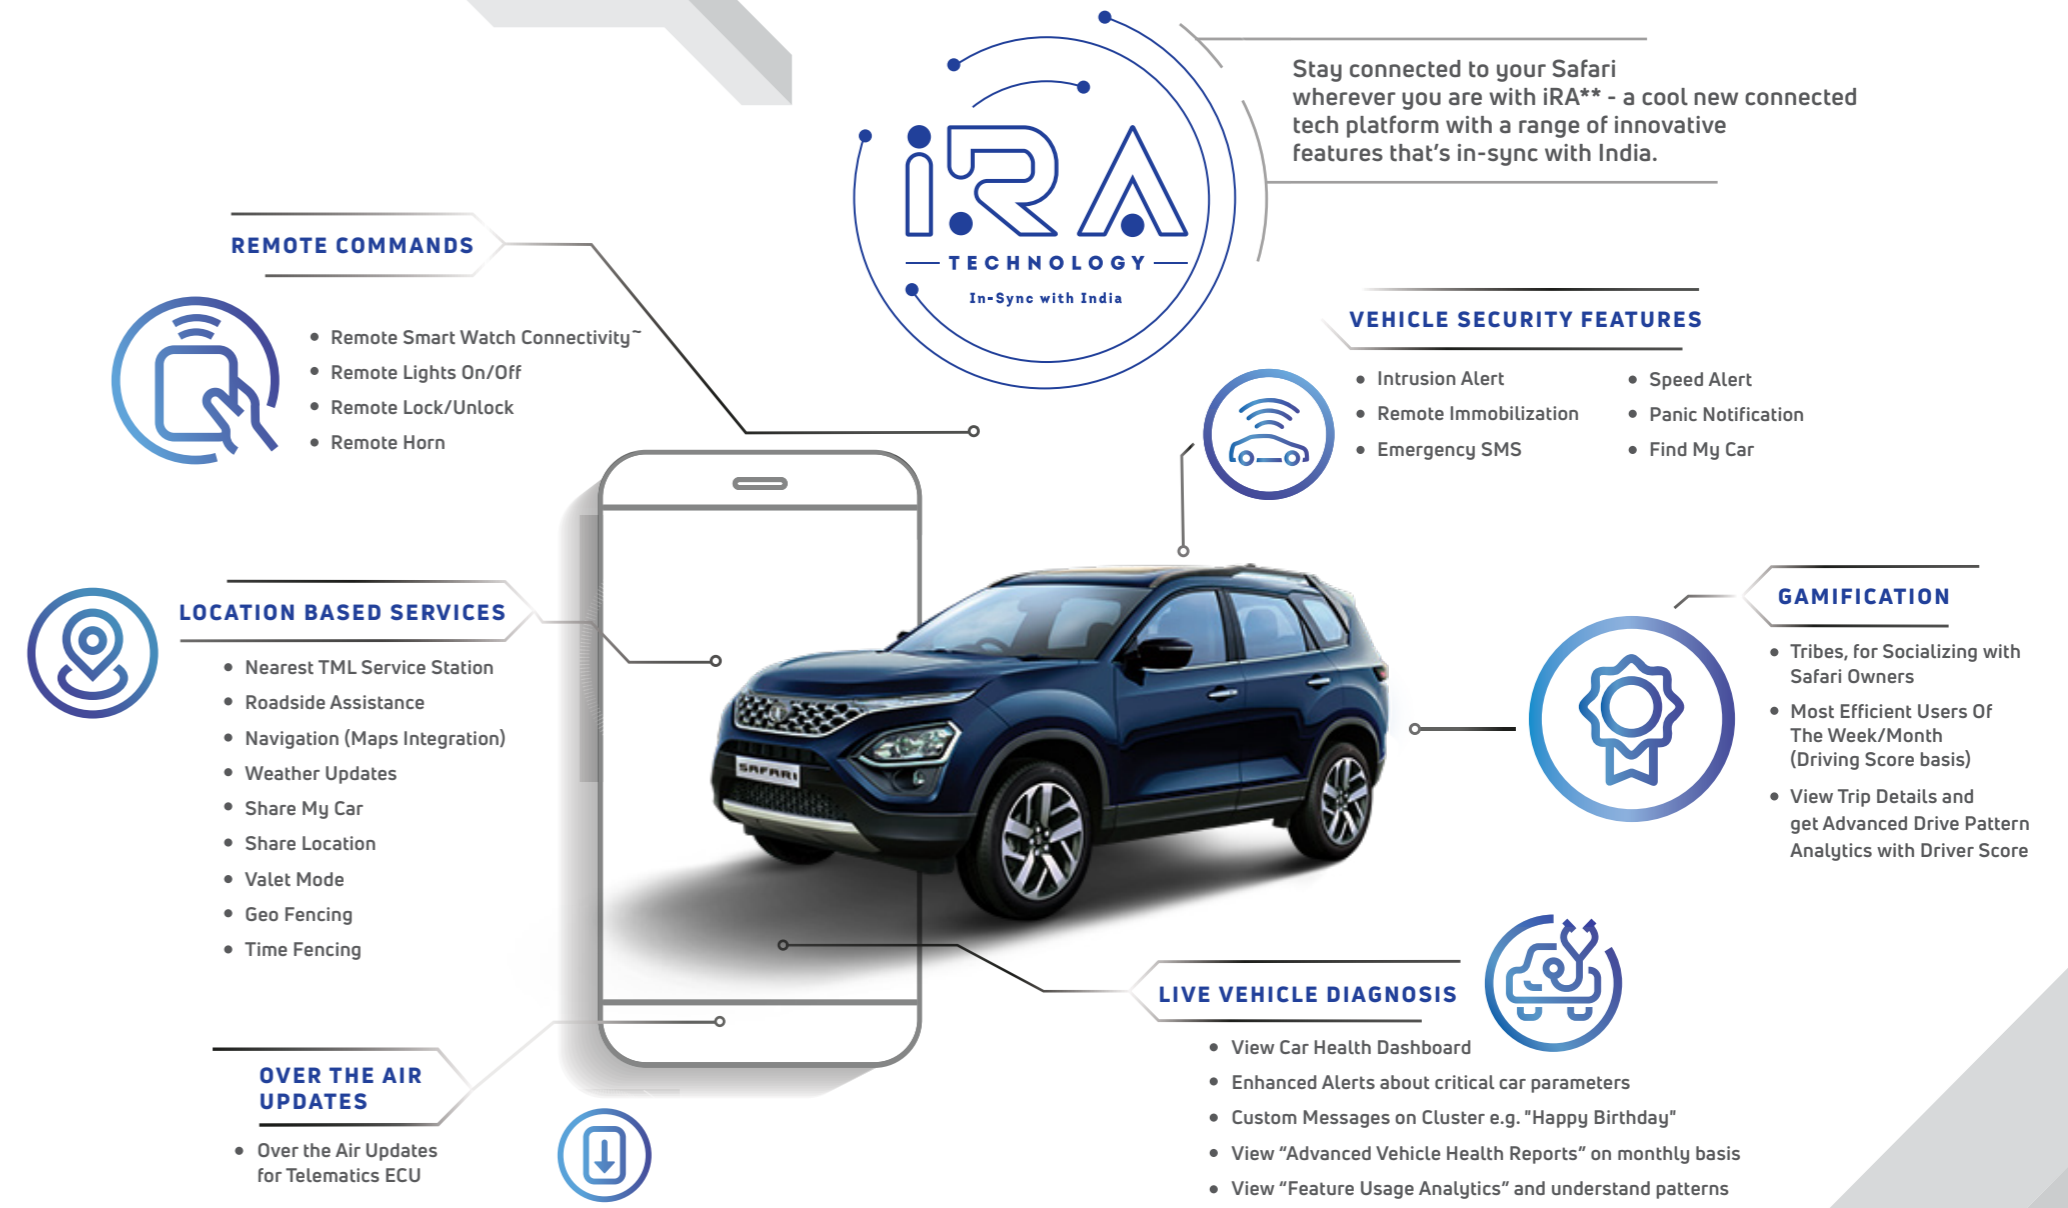 iRA
TECHNOLOGY
In-Sync with India
Stay connected to your Safari
wherever you are with iRA** - a cool new connected
tech platform with a range of innovative
features that's in-sync with India.
REMOTE COMMANDS
• Remote Smart Watch Connectivity~
• Remote Lights On/Off
• Remote Lock/Unlock
• Remote Horn
VEHICLE SECURITY FEATURES
• Intrusion Alert
• Remote Immobilization
• Emergency SMS
• Speed Alert
• Panic Notification
• Find My Car
LOCATION BASED SERVICES
• Nearest TML Service Station
• Roadside Assistance
• Navigation (Maps Integration)
• Weather Updates
• Share My Car
• Share Location
• Valet Mode
• Geo Fencing
• Time Fencing
SAFARI
GAMIFICATION
• Tribes, for Socializing with
Safari Owners
• Most Efficient Users Of
The Week/Month
(Driving Score basis)
• View Trip Details and
get Advanced Drive Pattern
Analytics with Driver Score
OVER THE AIR
UPDATES
• Over the Air Updates
for Telematics ECU
LIVE VEHICLE DIAGNOSIS
• View Car Health Dashboard
• Enhanced Alerts about critical car parameters
• Custom Messages on Cluster e.g. "Happy Birthday"
• View “Advanced Vehicle Health Reports” on monthly basis
• View “Feature Usage Analytics” and understand patterns